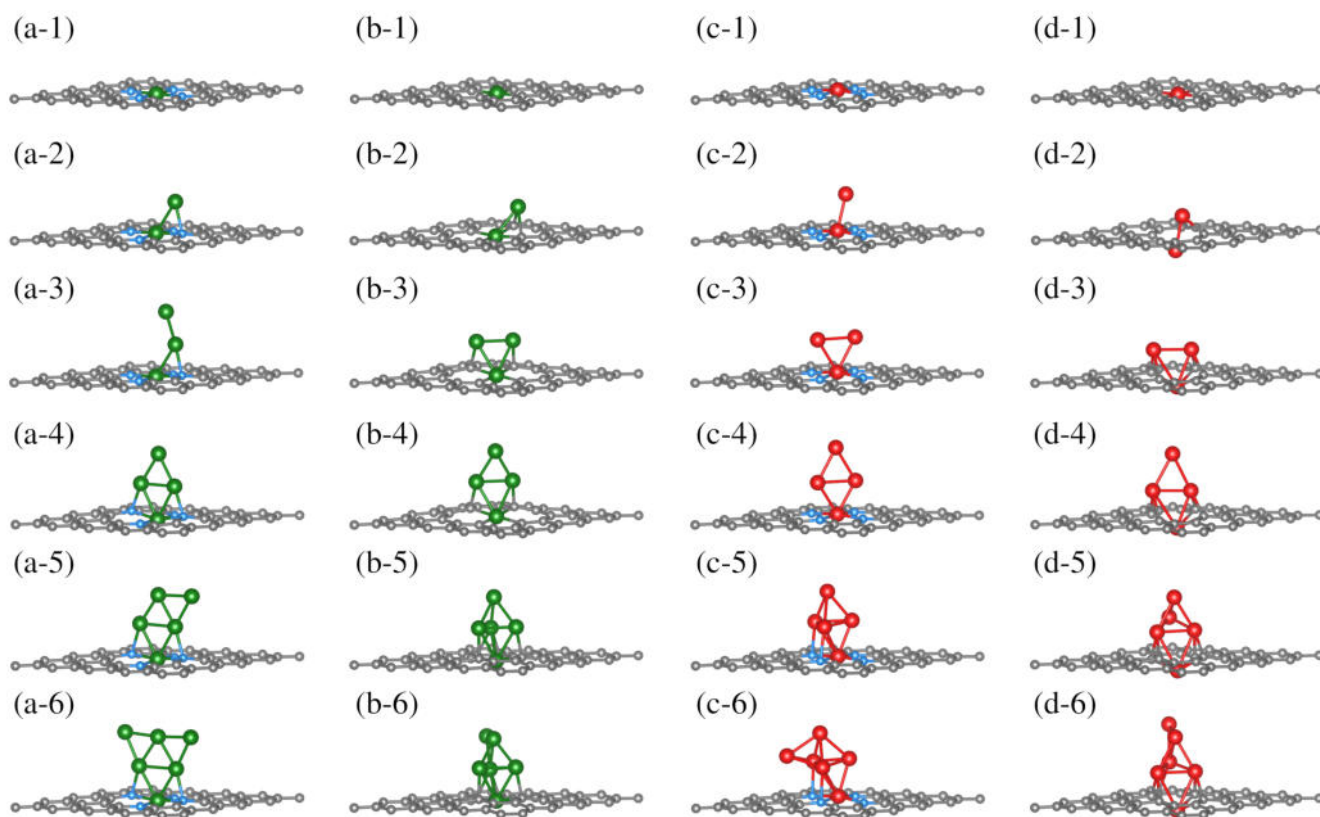 (a-1) (b-1) (c-1) (d-1)
(a-2) (b-2) (c-2) (d-2)
(a-3) (b-3) (c-3) (d-3)
(a-4) (b-4) (c-4) (d-4)
(a-5) (b-5) (c-5) (d-5)
(a-6) (b-6) (c-6) (d-6)